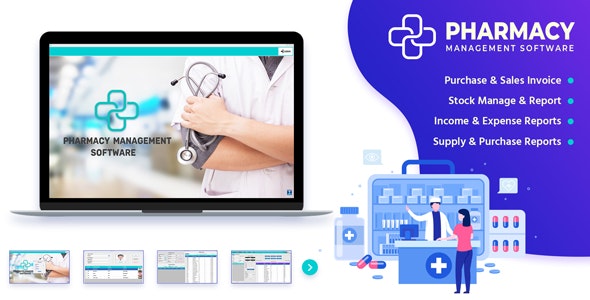 PHARMACY MANAGEMENT
SOFTWARE
PHARMACY
MANAGEMENT SOFTWARE
Purchase & Sales Invoice
Stock Manage & Report
Income & Expense Reports
Supply & Purchase Reports